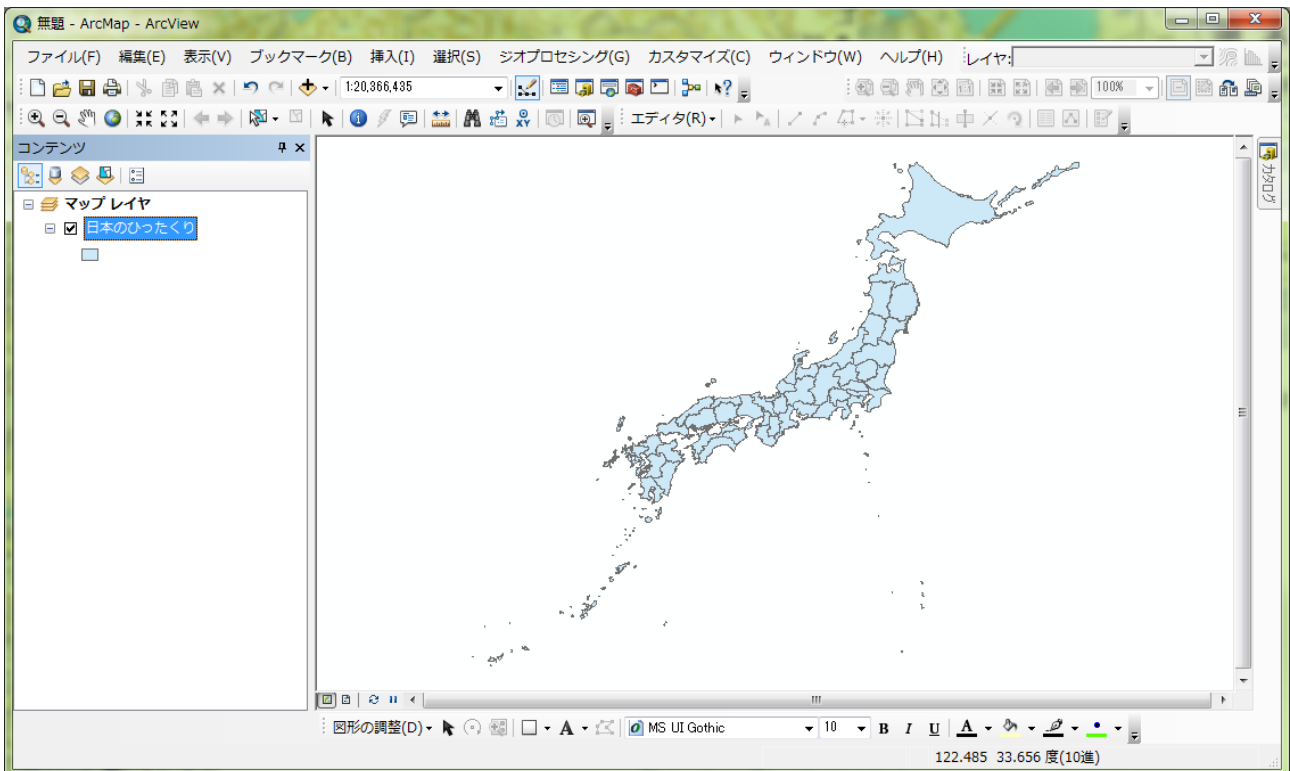 無題 - ArcMap - ArcView
ファイル(F) 編集(E) 表示(V) ブックマーク(B) 挿入(I) 選択(S) ジオプロセシング(G) カスタマイズ(C) ウィンドウ(W) ヘルプ(H) レイヤ:
1:20,366,435 100%
エディタ(R)
コンテンツ
カタログ
マップ レイヤ
日本のひったくり
図形の調整(D) A MS UI Gothic 10 B I U A
122.485 33.656 度(10進)